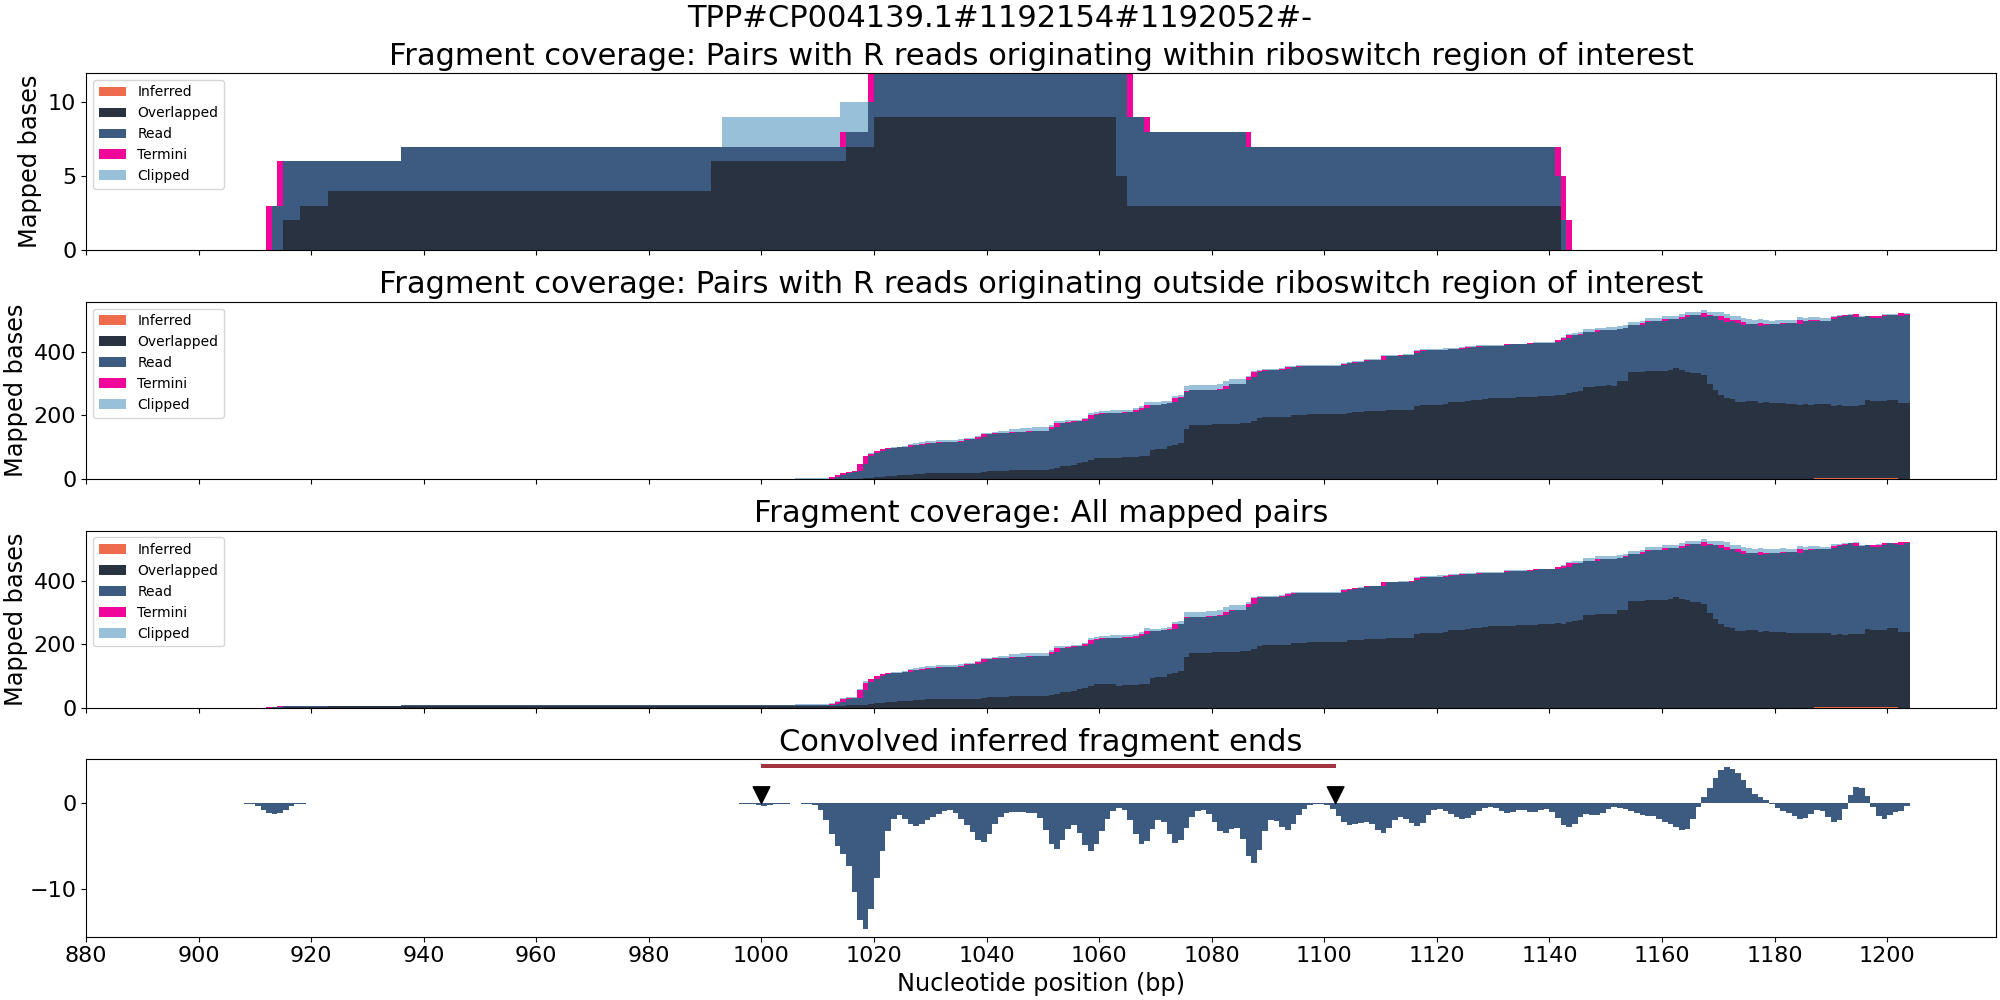 TPP#CP004139.1#1192154#1192052#-
Fragment coverage: Pairs with R reads originating within riboswitch region of interest
Mapped bases
10
5
0
Inferred
Overlapped
Read
Termini
Clipped
Fragment coverage: Pairs with R reads originating outside riboswitch region of interest
Mapped bases
400
200
0
Inferred
Overlapped
Read
Termini
Clipped
Fragment coverage: All mapped pairs
Mapped bases
400
200
0
Inferred
Overlapped
Read
Termini
Clipped
Convolved inferred fragment ends
0
−10
880 900 920 940 960 980 1000 1020 1040 1060 1080 1100 1120 1140 1160 1180 1200
Nucleotide position (bp)